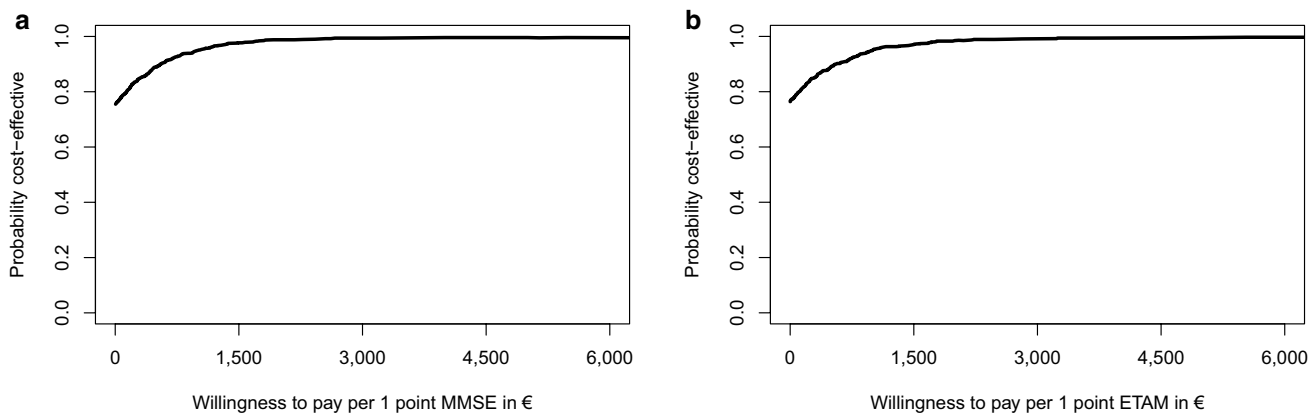 a
Probability cost−effective
1.0
0.8
0.6
0.4
0.2
0.0
0 1,500 3,000 4,500 6,000
Willingness to pay per 1 point MMSE in €
b
Probability cost−effective
1.0
0.8
0.6
0.4
0.2
0.0
0 1,500 3,000 4,500 6,000
Willingness to pay per 1 point ETAM in €